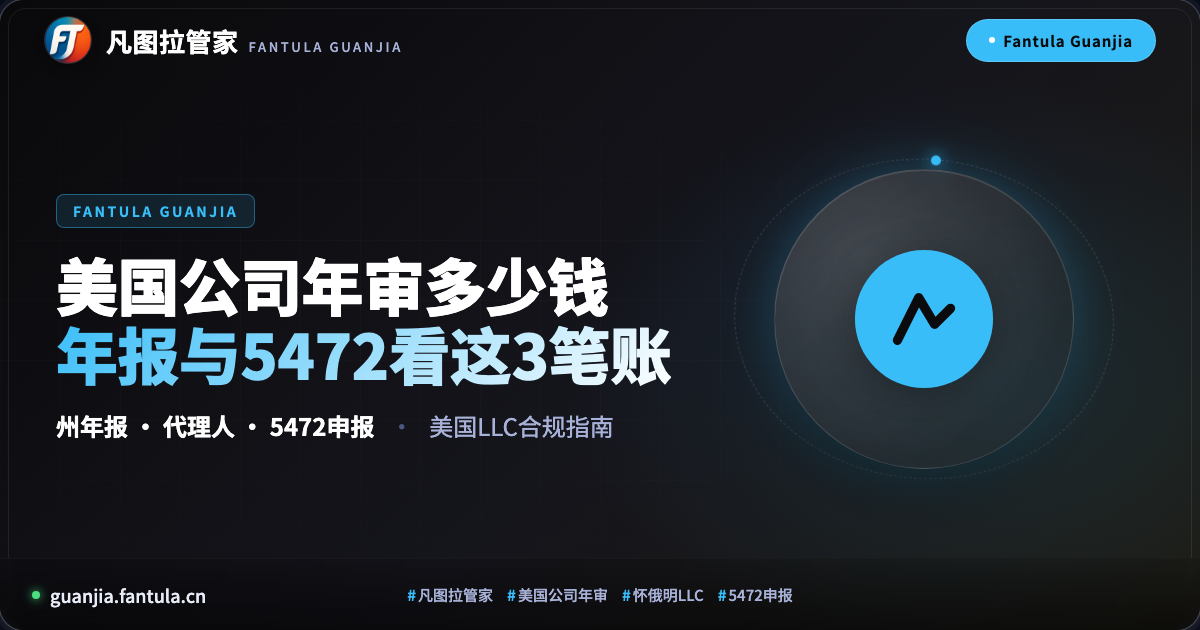 FT 凡图拉管家 FANTULA GUANJIA
Fantula Guanjia
FANTULA GUANJIA
美国公司年审多少钱
年报与5472看这3笔账
州年报 · 代理人 · 5472申报 · 美国LLC合规指南
guanjia.fantula.cn
#凡图拉管家 #美国公司年审 #怀俄明LLC #5472申报